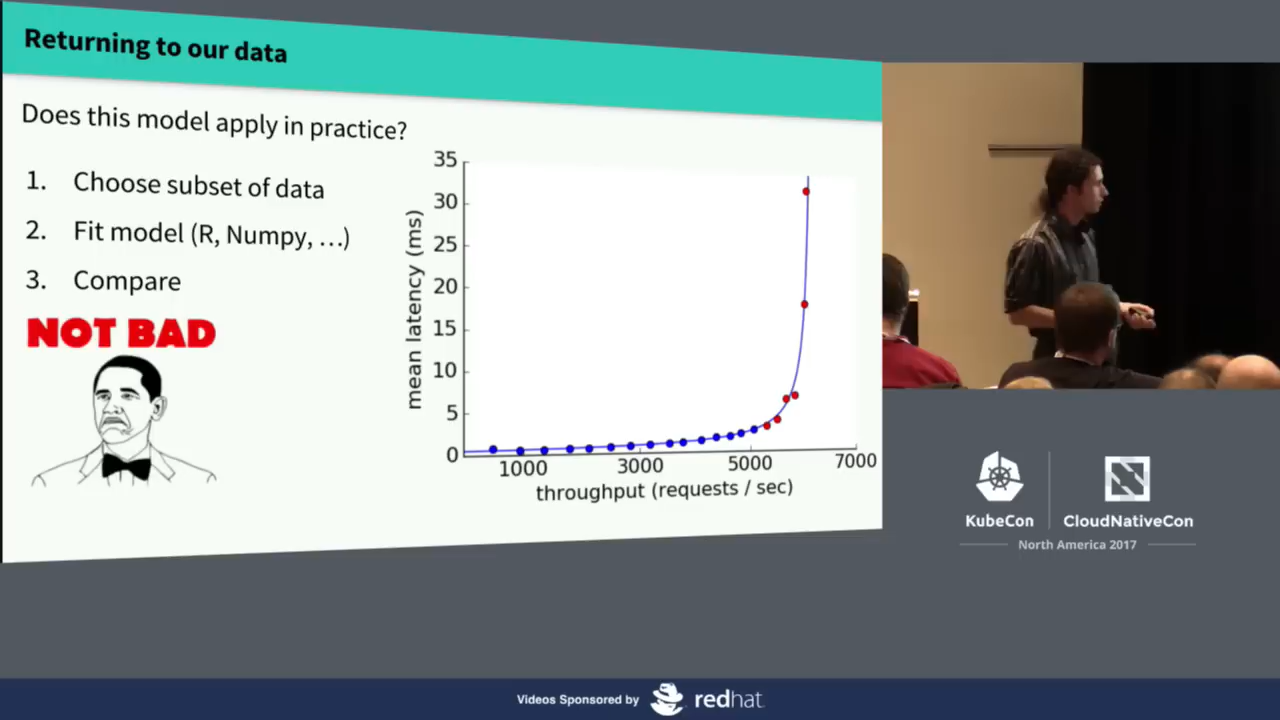 Returning to our data
Does this model apply in practice?
1. Choose subset of data
2. Fit model (R, Numpy, ...)
3. Compare
NOT BAD
35
30
25
20
15
10
5
0
mean latency (ms)
1000 3000 5000 7000
throughput (requests / sec)
KubeCon
CloudNativeCon
North America 2017
Videos Sponsored by redhat